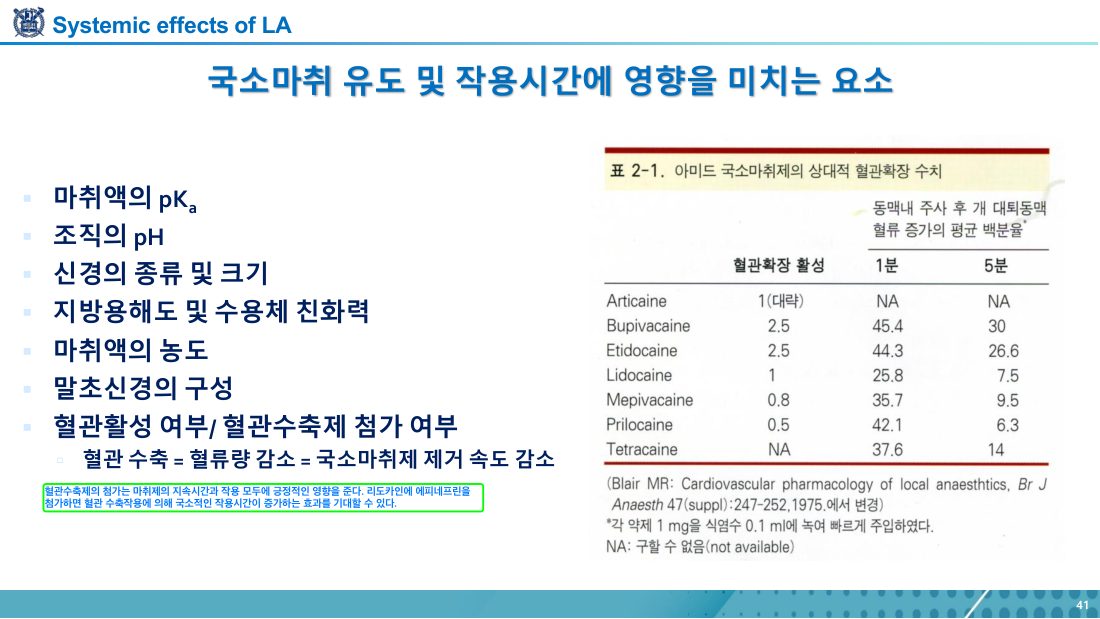 Systemic effects of LA
국소마취 유도 및 작용시간에 영향을 미치는 요소
마취액의 pKa
조직의 pH
신경의 종류 및 크기
지방용해도 및 수용체 친화력
마취액의 농도
말초신경의 구성
혈관활성 여부/ 혈관수축제 첨가 여부
혈관 수축 = 혈류량 감소 = 국소마취제 제거 속도 감소
혈관수축제의 첨가는 마취제의 지속시간과 작용 모두에 긍정적인 영향을 준다. 리도카인에 에피네프린을
첨가하면 혈관 수축작용에 의해 국소적인 작용시간이 증가하는 효과를 기대할 수 있다.
표 2-1. 아미드 국소마취제의 상대적 혈관확장 수치
동맥내 주사 후 개 대퇴동맥
혈류 증가의 평균 백분율*
혈관확장 활성 1분 5분
Articaine 1(대략) NA NA
Bupivacaine 2.5 45.4 30
Etidocaine 2.5 44.3 26.6
Lidocaine 1 25.8 7.5
Mepivacaine 0.8 35.7 9.5
Prilocaine 0.5 42.1 6.3
Tetracaine NA 37.6 14
(Blair MR: Cardiovascular pharmacology of local anaesthtics, Br J
Anaesth 47(suppl):247-252,1975.에서 변경)
*각 약제 1 mg을 식염수 0.1 ml에 녹여 빠르게 주입하였다.
NA: 구할 수 없음(not available)
41